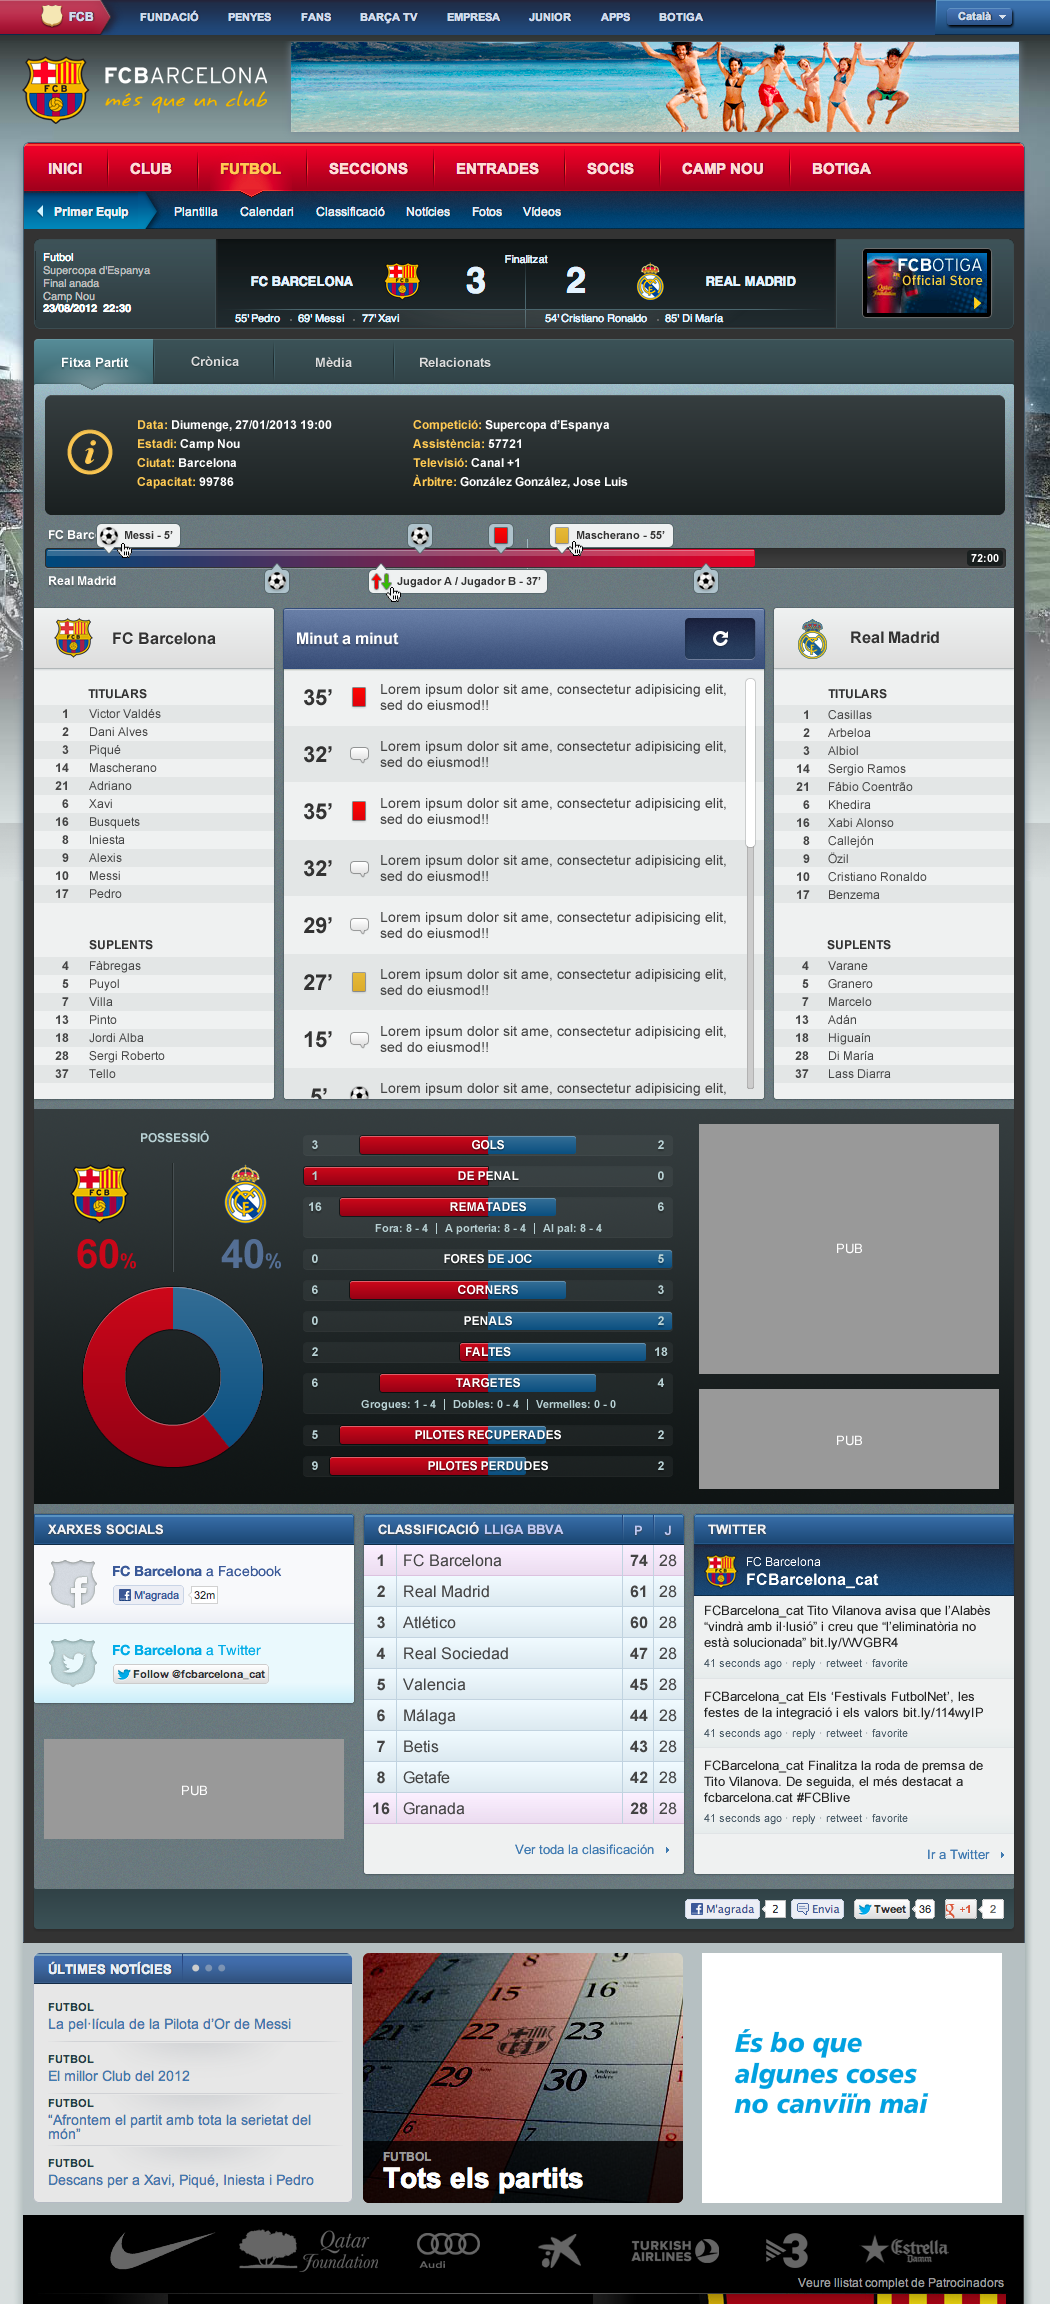 FCB
FUNDACIÓ PENYES FANS BARÇA TV EMPRESA JUNIOR APPS BOTIGA
Català
FCBARCELONA
més que un club
INICI CLUB FUTBOL SECCIONS ENTRADES SOCIS CAMP NOU BOTIGA
Primer Equip Plantilla Calendari Classificació Notícies Fotos Vídeos
Futbol
Supercopa d'Espanya
Final anada
Camp Nou
23/08/2012 22:30
Finalitzat
FC BARCELONA 3 2 REAL MADRID
55' Pedro . 69' Messi . 77' Xavi
54' Cristiano Ronaldo . 85' Di María
FCBOTIGA
Official Store
Fitxa Partit Crònica Mèdia Relacionats
Data: Diumenge, 27/01/2013 19:00
Estadi: Camp Nou
Ciutat: Barcelona
Capacitat: 99786
Competició: Supercopa d'Espanya
Assistència: 57721
Televisió: Canal +1
Àrbitre: González González, Jose Luis
FC Barc Messi - 5' Mascherano - 55'
72:00
Real Madrid Jugador A / Jugador B - 37'
FC Barcelona
TITULARS
1 Victor Valdés
2 Dani Alves
3 Piqué
14 Mascherano
21 Adriano
6 Xavi
16 Busquets
8 Iniesta
9 Alexis
10 Messi
17 Pedro
SUPLENTS
4 Fàbregas
5 Puyol
7 Villa
13 Pinto
18 Jordi Alba
28 Sergi Roberto
37 Tello
Minut a minut
35' Lorem ipsum dolor sit ame, consectetur adipisicing elit,
sed do eiusmod!!
32' Lorem ipsum dolor sit ame, consectetur adipisicing elit,
sed do eiusmod!!
35' Lorem ipsum dolor sit ame, consectetur adipisicing elit,
sed do eiusmod!!
32' Lorem ipsum dolor sit ame, consectetur adipisicing elit,
sed do eiusmod!!
29' Lorem ipsum dolor sit ame, consectetur adipisicing elit,
sed do eiusmod!!
27' Lorem ipsum dolor sit ame, consectetur adipisicing elit,
sed do eiusmod!!
15' Lorem ipsum dolor sit ame, consectetur adipisicing elit,
sed do eiusmod!!
5' Lorem ipsum dolor sit ame, consectetur adipisicing elit,
Real Madrid
TITULARS
1 Casillas
2 Arbeloa
3 Albiol
14 Sergio Ramos
21 Fábio Coentrão
6 Khedira
16 Xabi Alonso
8 Callejón
9 Özil
10 Cristiano Ronaldo
17 Benzema
SUPLENTS
4 Varane
5 Granero
7 Marcelo
13 Adán
18 Higuaín
28 Di María
37 Lass Diarra
POSSESSIÓ
60% 40%
3 GOLS 2
1 DE PENAL 0
16 REMATADES 6
Fora: 8 - 4 | A porteria: 8 - 4 | Al pal: 8 - 4
0 FORES DE JOC 5
6 CORNERS 3
0 PENALS 2
2 FALTES 18
6 TARGETES 4
Grogues: 1 - 4 | Dobles: 0 - 4 | Vermelles: 0 - 0
5 PILOTES RECUPERADES 2
9 PILOTES PERDUDES 2
PUB
PUB
XARXES SOCIALS
FC Barcelona a Facebook
M'agrada 32m
FC Barcelona a Twitter
Follow @fcbarcelona_cat
PUB
CLASSIFICACIÓ LLIGA BBVA P J
1 FC Barcelona 74 28
2 Real Madrid 61 28
3 Atlético 60 28
4 Real Sociedad 47 28
5 Valencia 45 28
6 Málaga 44 28
7 Betis 43 28
8 Getafe 42 28
16 Granada 28 28
Ver toda la clasificación
TWITTER
FC Barcelona
FCBarcelona_cat
FCBarcelona_cat Tito Vilanova avisa que l'Alabès
"vindrà amb il·lusió" i creu que "l'eliminatòria no
està solucionada" bit.ly/WVGBR4
41 seconds ago · reply · retweet · favorite
FCBarcelona_cat Els 'Festivals FutbolNet', les
festes de la integració i els valors bit.ly/114wyIP
41 seconds ago · reply · retweet · favorite
FCBarcelona_cat Finalitza la roda de premsa de
Tito Vilanova. De seguida, el més destacat a
fcbarcelona.cat #FCBlive
41 seconds ago · reply · retweet · favorite
Ir a Twitter
M'agrada 2 Envia Tweet 36 +1 2
ÚLTIMES NOTÍCIES
FUTBOL
La pel·lícula de la Pilota d'Or de Messi
FUTBOL
El millor Club del 2012
FUTBOL
"Afrontem el partit amb tota la serietat del
món"
FUTBOL
Descans per a Xavi, Piqué, Iniesta i Pedro
9
14 15 16
21 22 23
29 30
6 7 8
FUTBOL
Tots els partits
És bo que
algunes coses
no canviïn mai
Qatar
Foundation
Audi
TURKISH
AIRLINES
3
Estrella
Damm
Veure llistat complet de Patrocinadors